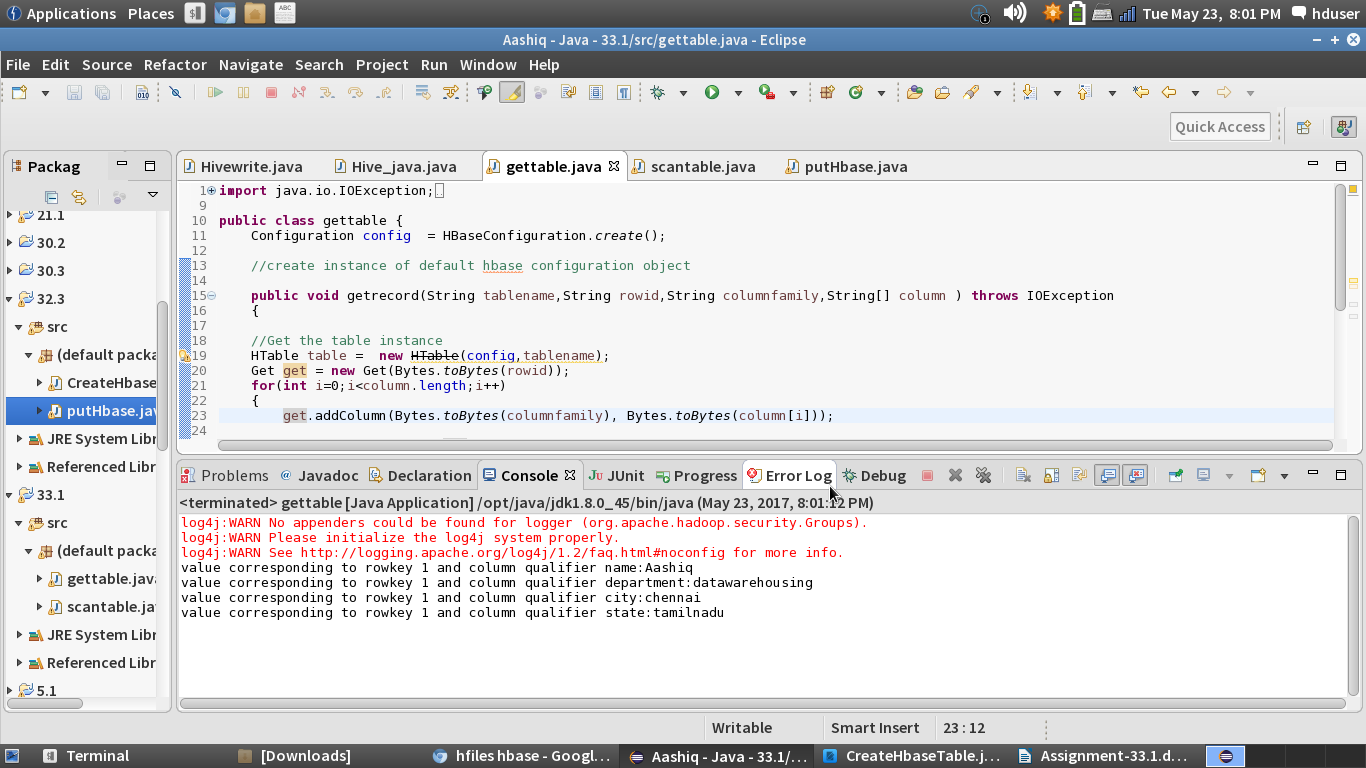 Applications Places Tue May 23, 8:01 PM hduser
Aashiq - Java - 33.1/src/gettable.java - Eclipse
File Edit Source Refactor Navigate Search Project Run Window Help
Quick Access
Packag
21.1
30.2
30.3
32.3
src
(default packa
CreateHbase
putHbase.jav
JRE System Libr
Referenced Libr
33.1
src
(default packa
gettable.java
scantable.ja
JRE System Libr
Referenced Libr
5.1
Hivewrite.java Hive_java.java gettable.java scantable.java putHbase.java
1 import java.io.IOException;
9
10 public class gettable {
11 Configuration config = HBaseConfiguration.create();
12
13 //create instance of default hbase configuration object
14
15 public void getrecord(String tablename,String rowid,String columnfamily,String[] column ) throws IOException
16 {
17
18 //Get the table instance
19 HTable table = new HTable(config,tablename);
20 Get get = new Get(Bytes.toBytes(rowid));
21 for(int i=0;i<column.length;i++)
22 {
23 get.addColumn(Bytes.toBytes(columnfamily), Bytes.toBytes(column[i]));
24
Problems Javadoc Declaration Console JUnit Progress Error Log Debug
<terminated> gettable [Java Application] /opt/java/jdk1.8.0_45/bin/java (May 23, 2017, 8:01:12 PM)
log4j:WARN No appenders could be found for logger (org.apache.hadoop.security.Groups).
log4j:WARN Please initialize the log4j system properly.
log4j:WARN See http://logging.apache.org/log4j/1.2/faq.html#noconfig for more info.
value corresponding to rowkey 1 and column qualifier name:Aashiq
value corresponding to rowkey 1 and column qualifier department:datawarehousing
value corresponding to rowkey 1 and column qualifier city:chennai
value corresponding to rowkey 1 and column qualifier state:tamilnadu
Writable Smart Insert 23 : 12
Terminal [Downloads] hfiles hbase - Googl... Aashiq - Java - 33.1/... CreateHbaseTable.j... Assignment-33.1.d...